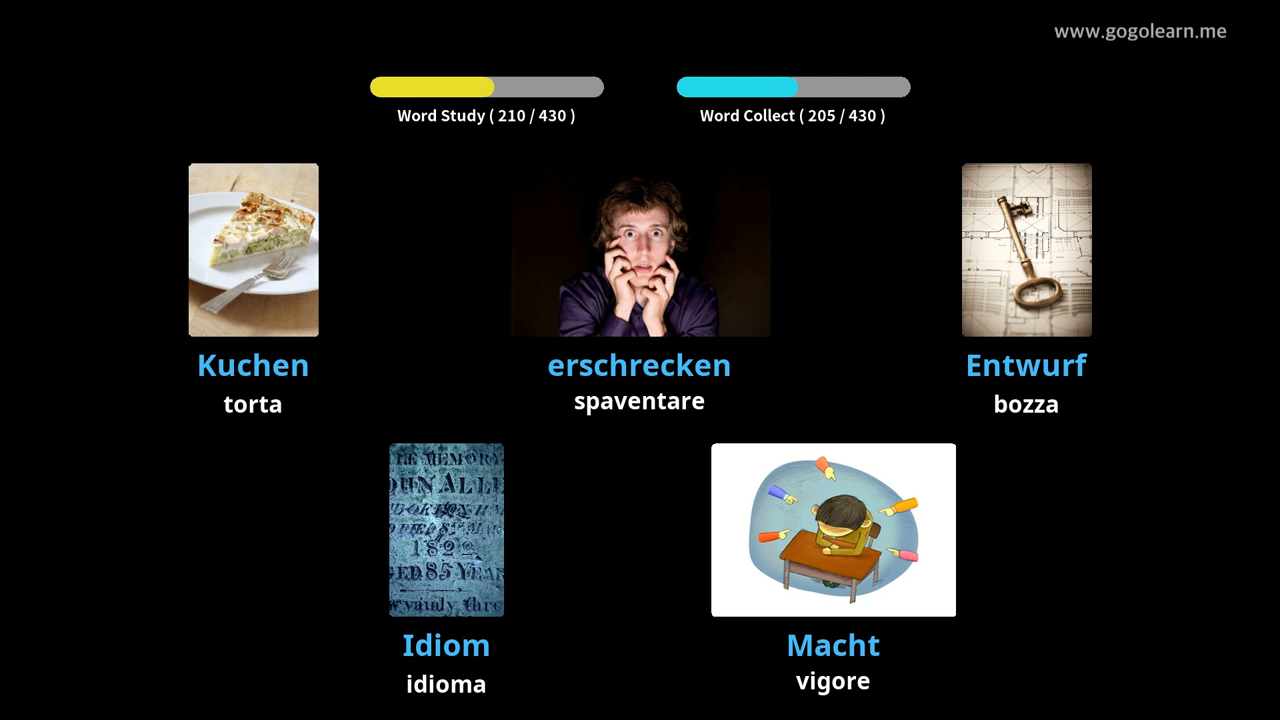 www.gogolearn.me
Word Study ( 210 / 430 )
Word Collect ( 205 / 430 )
Kuchen
torta
erschrecken
spaventare
Entwurf
bozza
1822
Idiom
idioma
Macht
vigore